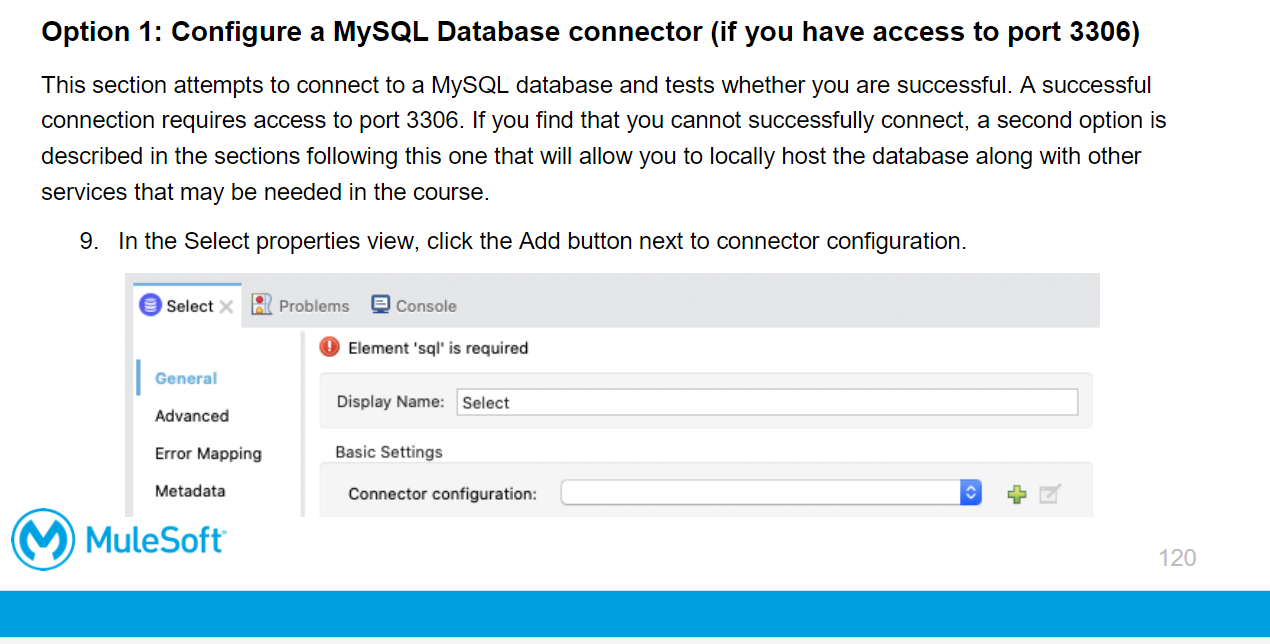 Option 1: Configure a MySQL Database connector (if you have access to port 3306)
This section attempts to connect to a MySQL database and tests whether you are successful. A successful
connection requires access to port 3306. If you find that you cannot successfully connect, a second option is
described in the sections following this one that will allow you to locally host the database along with other
services that may be needed in the course.
9. In the Select properties view, click the Add button next to connector configuration.
Select Problems Console
Element 'sql' is required
General
Display Name: Select
Advanced
Basic Settings
Error Mapping
Connector configuration:
Metadata
MuleSoft
120